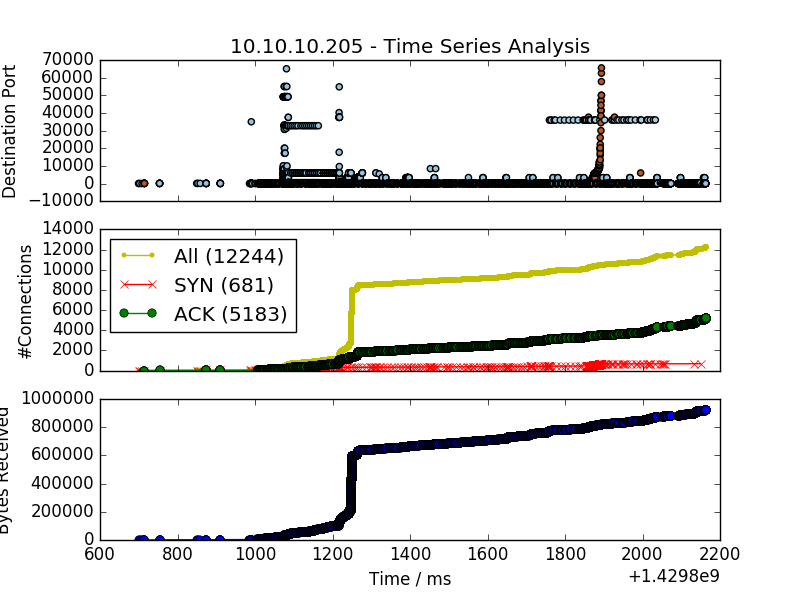 10.10.10.205 - Time Series Analysis
Destination Port
70000
60000
50000
40000
30000
20000
10000
0
−10000
#Connections
14000
12000
10000
8000
6000
4000
2000
0
All (12244)
SYN (681)
ACK (5183)
Bytes Received
1000000
800000
600000
400000
200000
0
600 800 1000 1200 1400 1600 1800 2000 2200
Time / ms
+1.4298e9